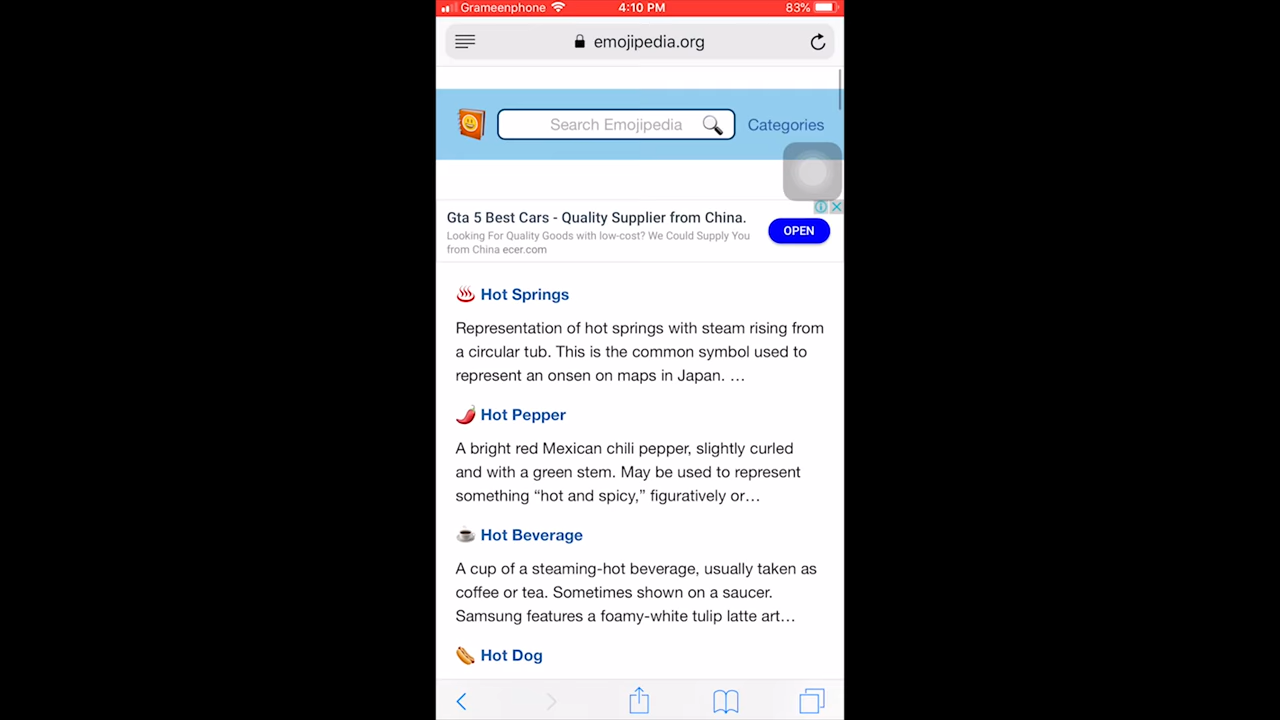 Grameenphone 4:10 PM 83%
emojipedia.org
Search Emojipedia Categories
Gta 5 Best Cars - Quality Supplier from China.
Looking For Quality Goods with low-cost? We Could Supply You
from China ecer.com
OPEN
Hot Springs
Representation of hot springs with steam rising from
a circular tub. This is the common symbol used to
represent an onsen on maps in Japan. …
Hot Pepper
A bright red Mexican chili pepper, slightly curled
and with a green stem. May be used to represent
something “hot and spicy,” figuratively or…
Hot Beverage
A cup of a steaming-hot beverage, usually taken as
coffee or tea. Sometimes shown on a saucer.
Samsung features a foamy-white tulip latte art…
Hot Dog